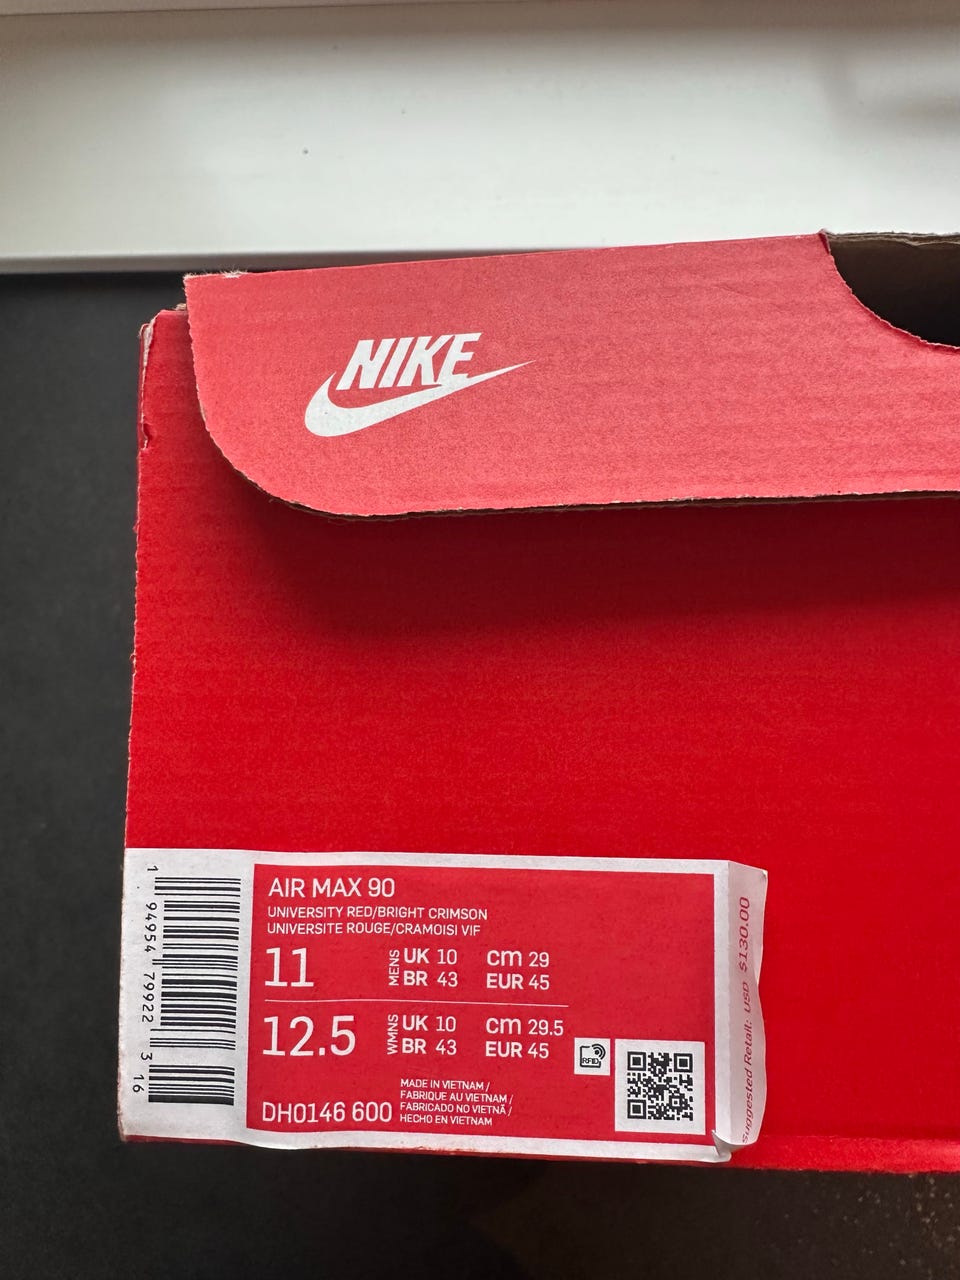 NIKE
AIR MAX 90
UNIVERSITY RED/BRIGHT CRIMSON
UNIVERSITE ROUGE/CRAMOISI VIF
11 MENS UK 10 cm 29
BR 43 EUR 45
12.5 WMNS UK 10 cm 29.5
BR 43 EUR 45
RFID
MADE IN VIETNAM /
FABRIQUE AU VIETNAM /
FABRICADO NO VIETNÃ /
HECHO EN VIETNAM
DH0146 600
1 94954 79922 3 16
Suggested Retail: USD $130.00